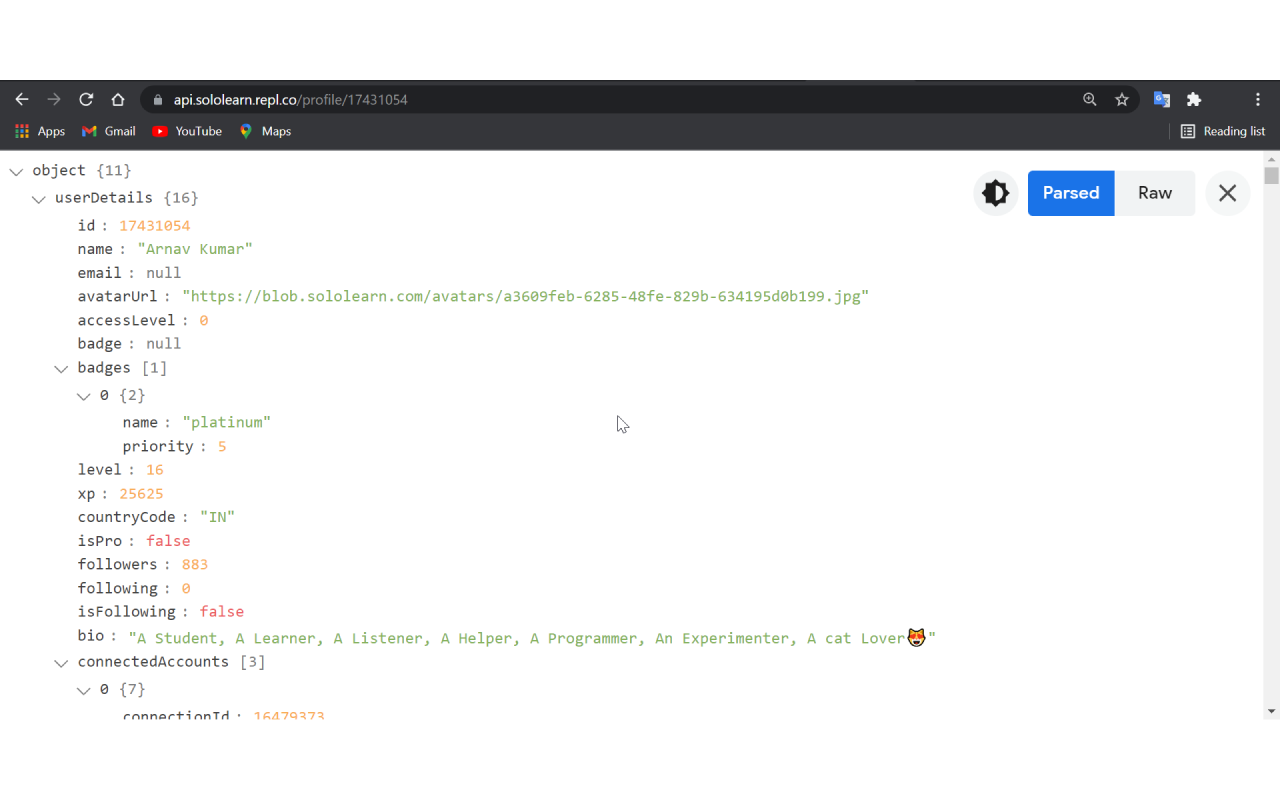 api.sololearn.repl.co/profile/17431054
Apps Gmail YouTube Maps Reading list
object {11}
Parsed Raw
userDetails {16}
id : 17431054
name : "Arnav Kumar"
email : null
avatarUrl : "https://blob.sololearn.com/avatars/a3609feb-6285-48fe-829b-634195d0b199.jpg"
accessLevel : 0
badge : null
badges [1]
0 {2}
name : "platinum"
priority : 5
level : 16
xp : 25625
countryCode : "IN"
isPro : false
followers : 883
following : 0
isFollowing : false
bio : "A Student, A Learner, A Listener, A Helper, A Programmer, An Experimenter, A cat Lover😻"
connectedAccounts [3]
0 {7}
connectionId : 16479373